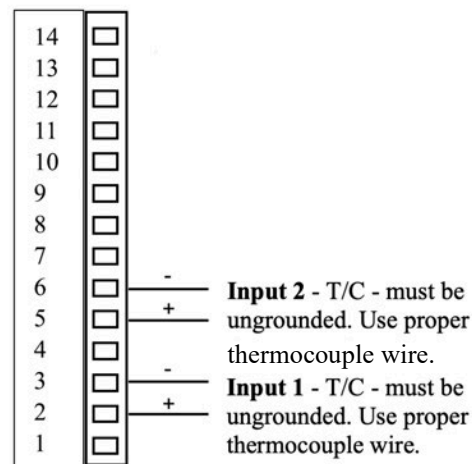 14
13
12
11
10
9
8
7
6 -
Input 2 - T/C - must be
5 +
ungrounded. Use proper
4
thermocouple wire.
3 -
Input 1 - T/C - must be
2 +
ungrounded. Use proper
1
thermocouple wire.